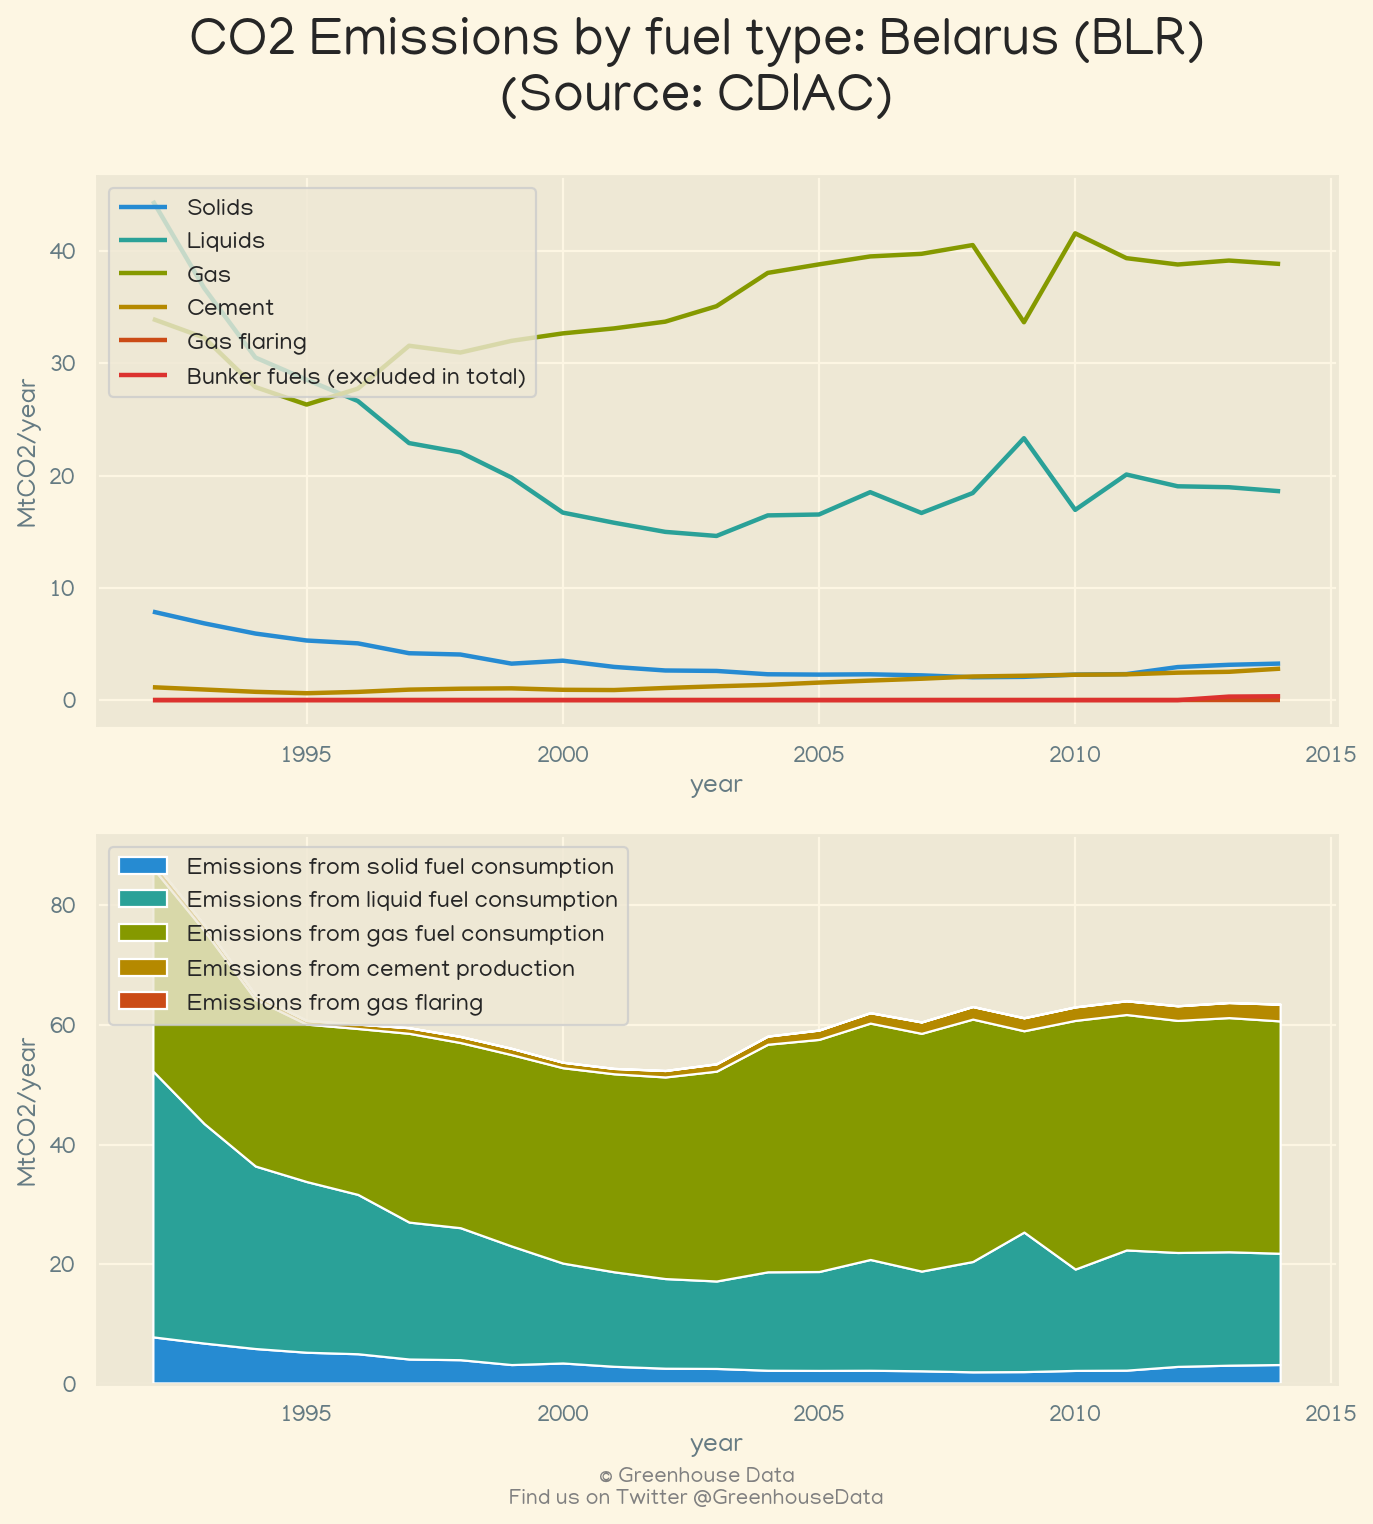 CO2 Emissions by fuel type: Belarus (BLR)
(Source: CDIAC)
Solids
Liquids
Gas
Cement
Gas flaring
Bunker fuels (excluded in total)
40
30
20
10
0
MtCO2/year
1995
2000
2005
2010
2015
year
Emissions from solid fuel consumption
Emissions from liquid fuel consumption
Emissions from gas fuel consumption
Emissions from cement production
Emissions from gas flaring
80
60
40
20
0
MtCO2/year
1995
2000
2005
2010
2015
year
© Greenhouse Data
Find us on Twitter @GreenhouseData